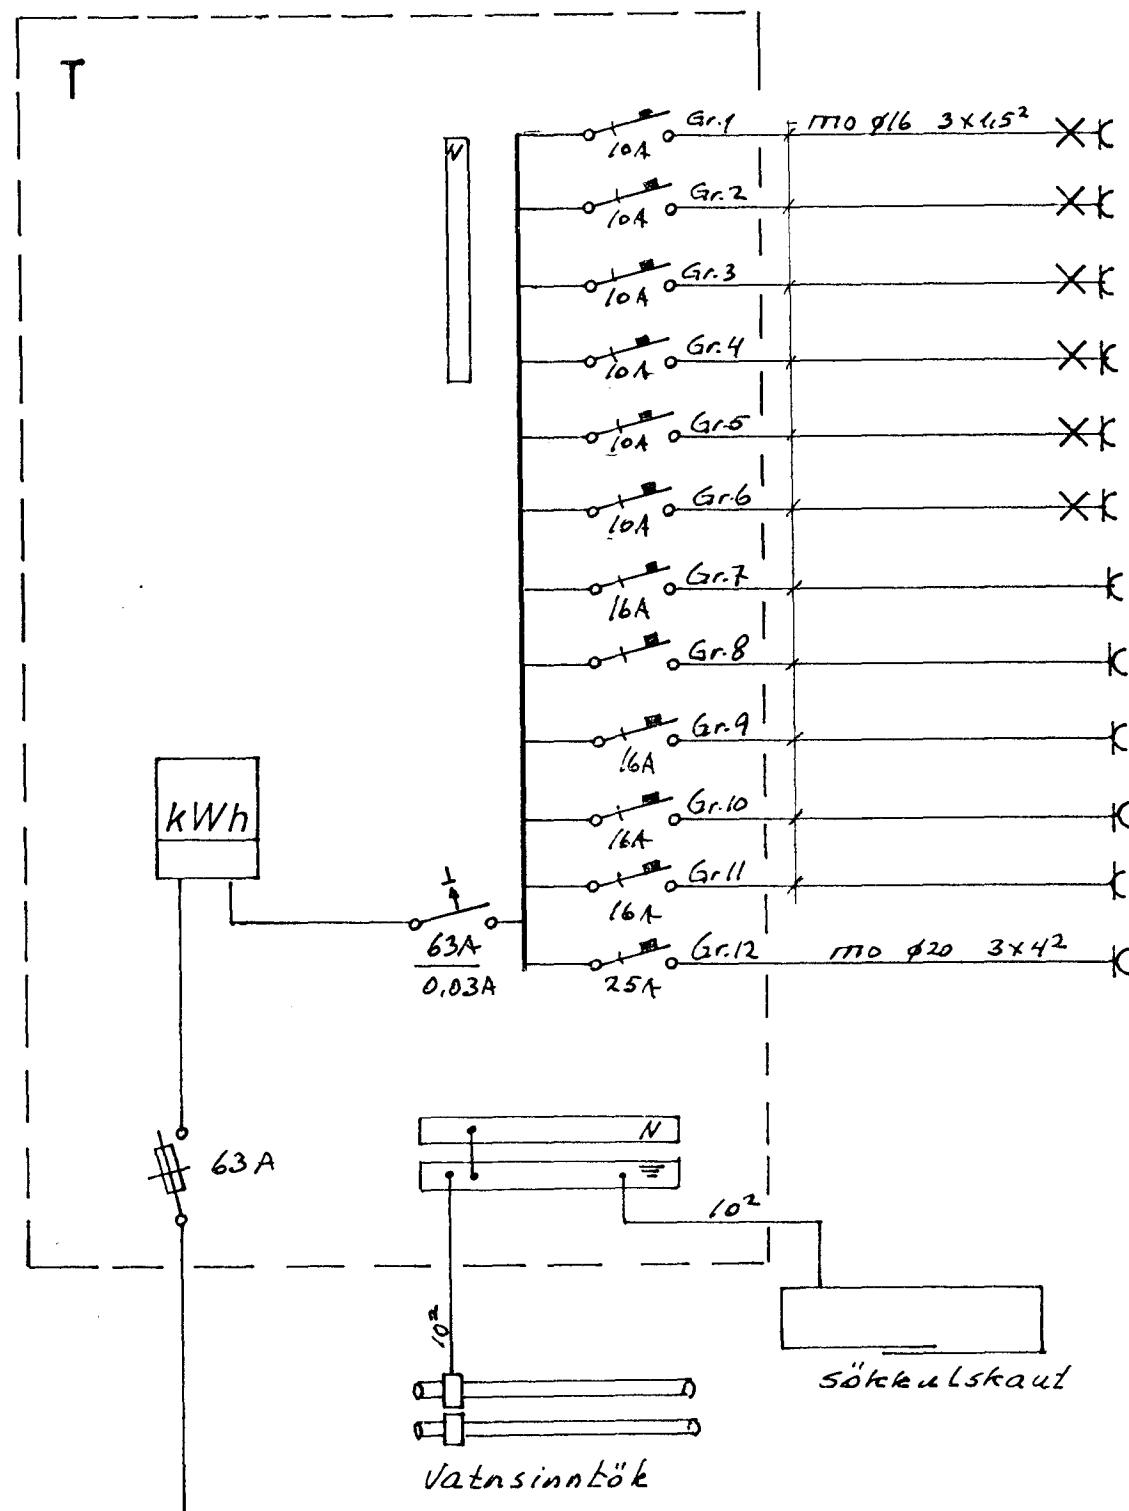 T
N
Gr.1
10A
mo ø16 3x1,5²
Gr.2
10A
Gr.3
10A
Gr.4
10A
Gr.5
10A
Gr.6
10A
Gr.7
16A
Gr.8
Gr.9
16A
Gr.10
16A
Gr.11
16A
Gr.12
25A
mo ø20 3x4²
kWh
63A
0,03A
63A
N
10²
10²
sökkulskaut
Vatnsinntök